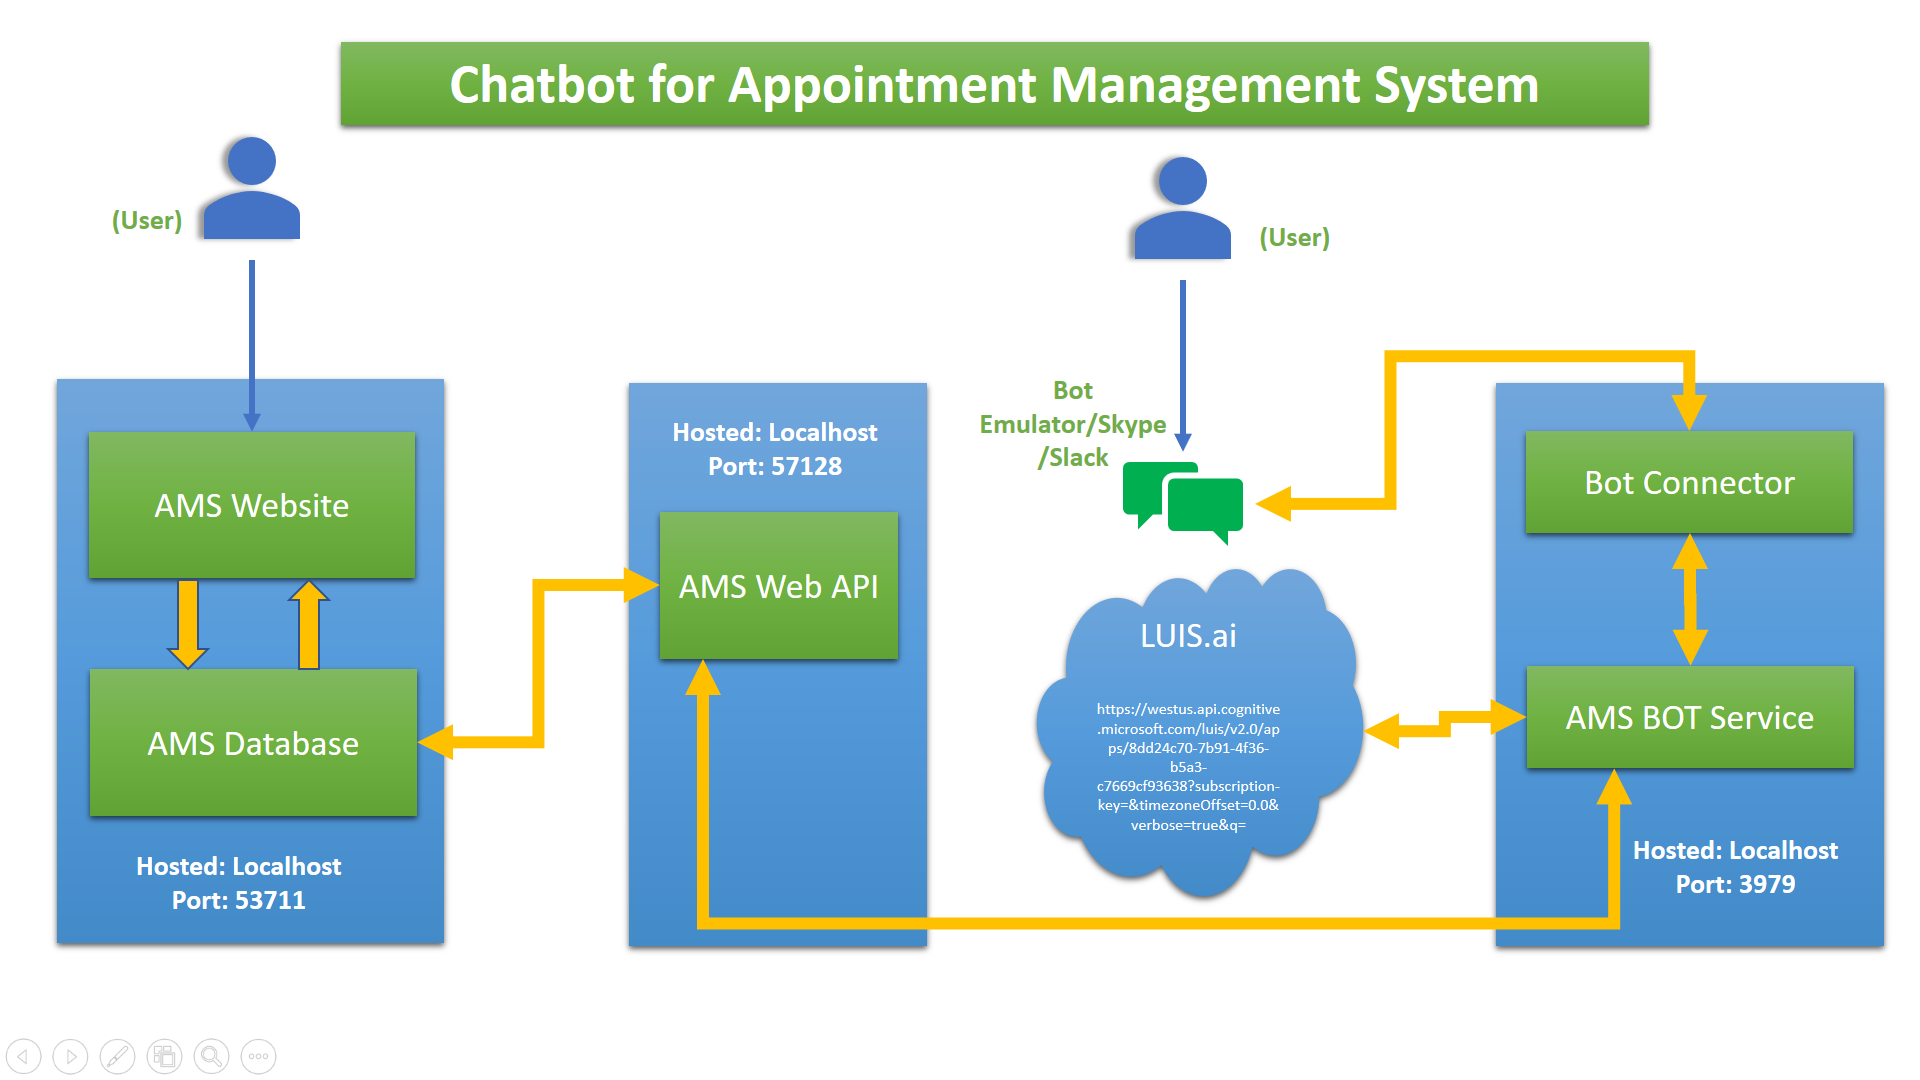 Chatbot for Appointment Management System
(User)
(User)
AMS Website
AMS Database
Hosted: Localhost
Port: 53711
Hosted: Localhost
Port: 57128
AMS Web API
Bot
Emulator/Skype
/Slack
LUIS.ai
https://westus.api.cognitive
.microsoft.com/luis/v2.0/ap
ps/8dd24c70-7b91-4f36-
b5a3-
c7669cf93638?subscription-
key=&timezoneOffset=0.0&
verbose=true&q=
Bot Connector
AMS BOT Service
Hosted: Localhost
Port: 3979